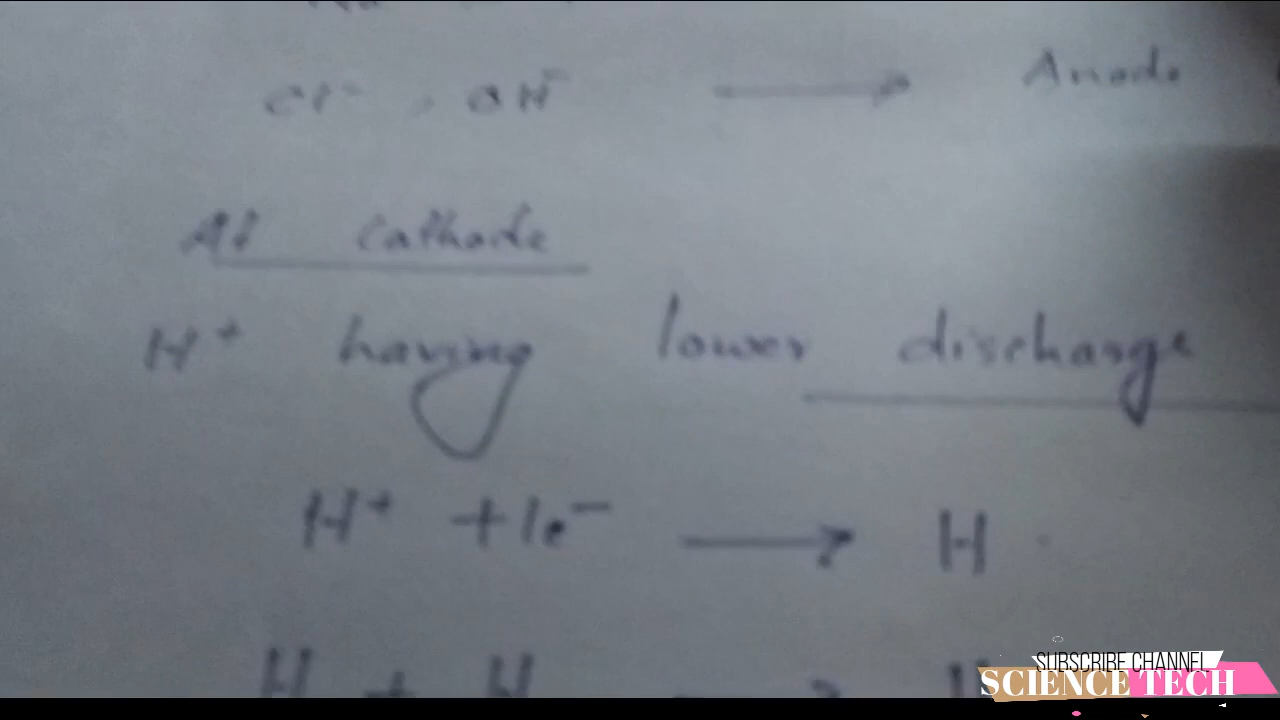 Cl⁻ , OH⁻ → Anode
At cathode
H⁺ having lower discharge
H⁺ + 1e⁻ → H
H + H →
SUBSCRIBE CHANNEL
SCIENCE TECH